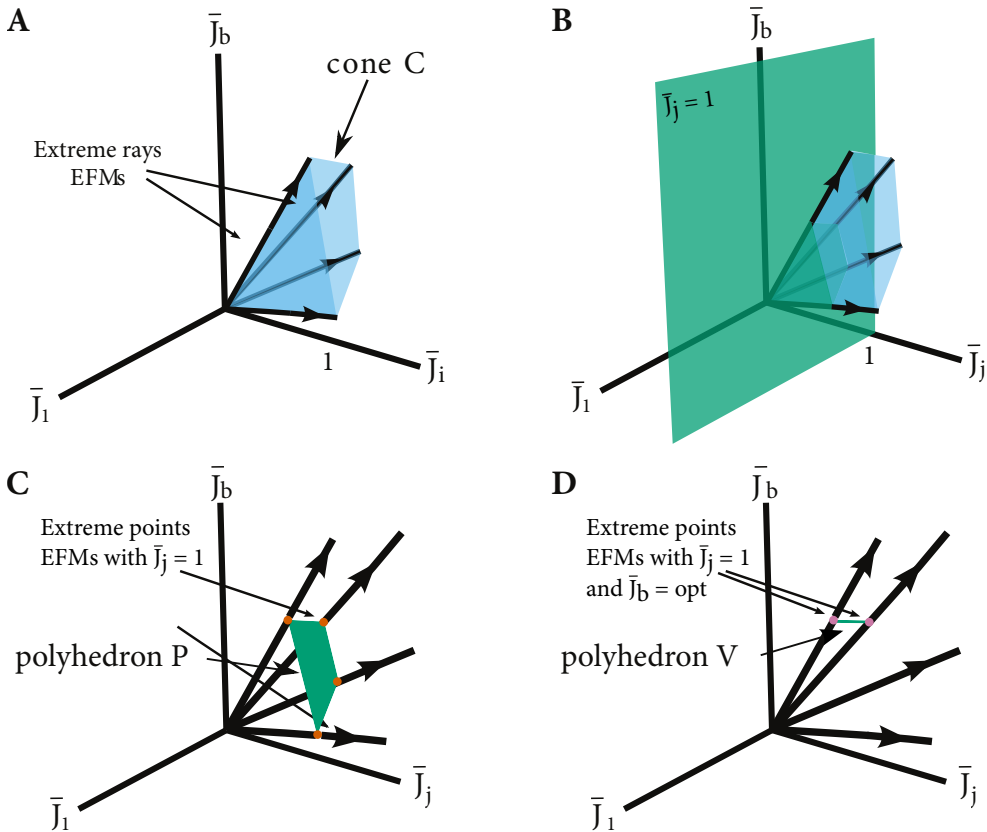 A
J̄b
cone C
Extreme rays
EFMs
1
J̄i
J̄1
B
J̄b
J̄j = 1
1
J̄j
J̄1
C
J̄b
Extreme points
EFMs with J̄j = 1
polyhedron P
J̄j
J̄1
D
J̄b
Extreme points
EFMs with J̄j = 1
and J̄b = opt
polyhedron V
J̄j
J̄1